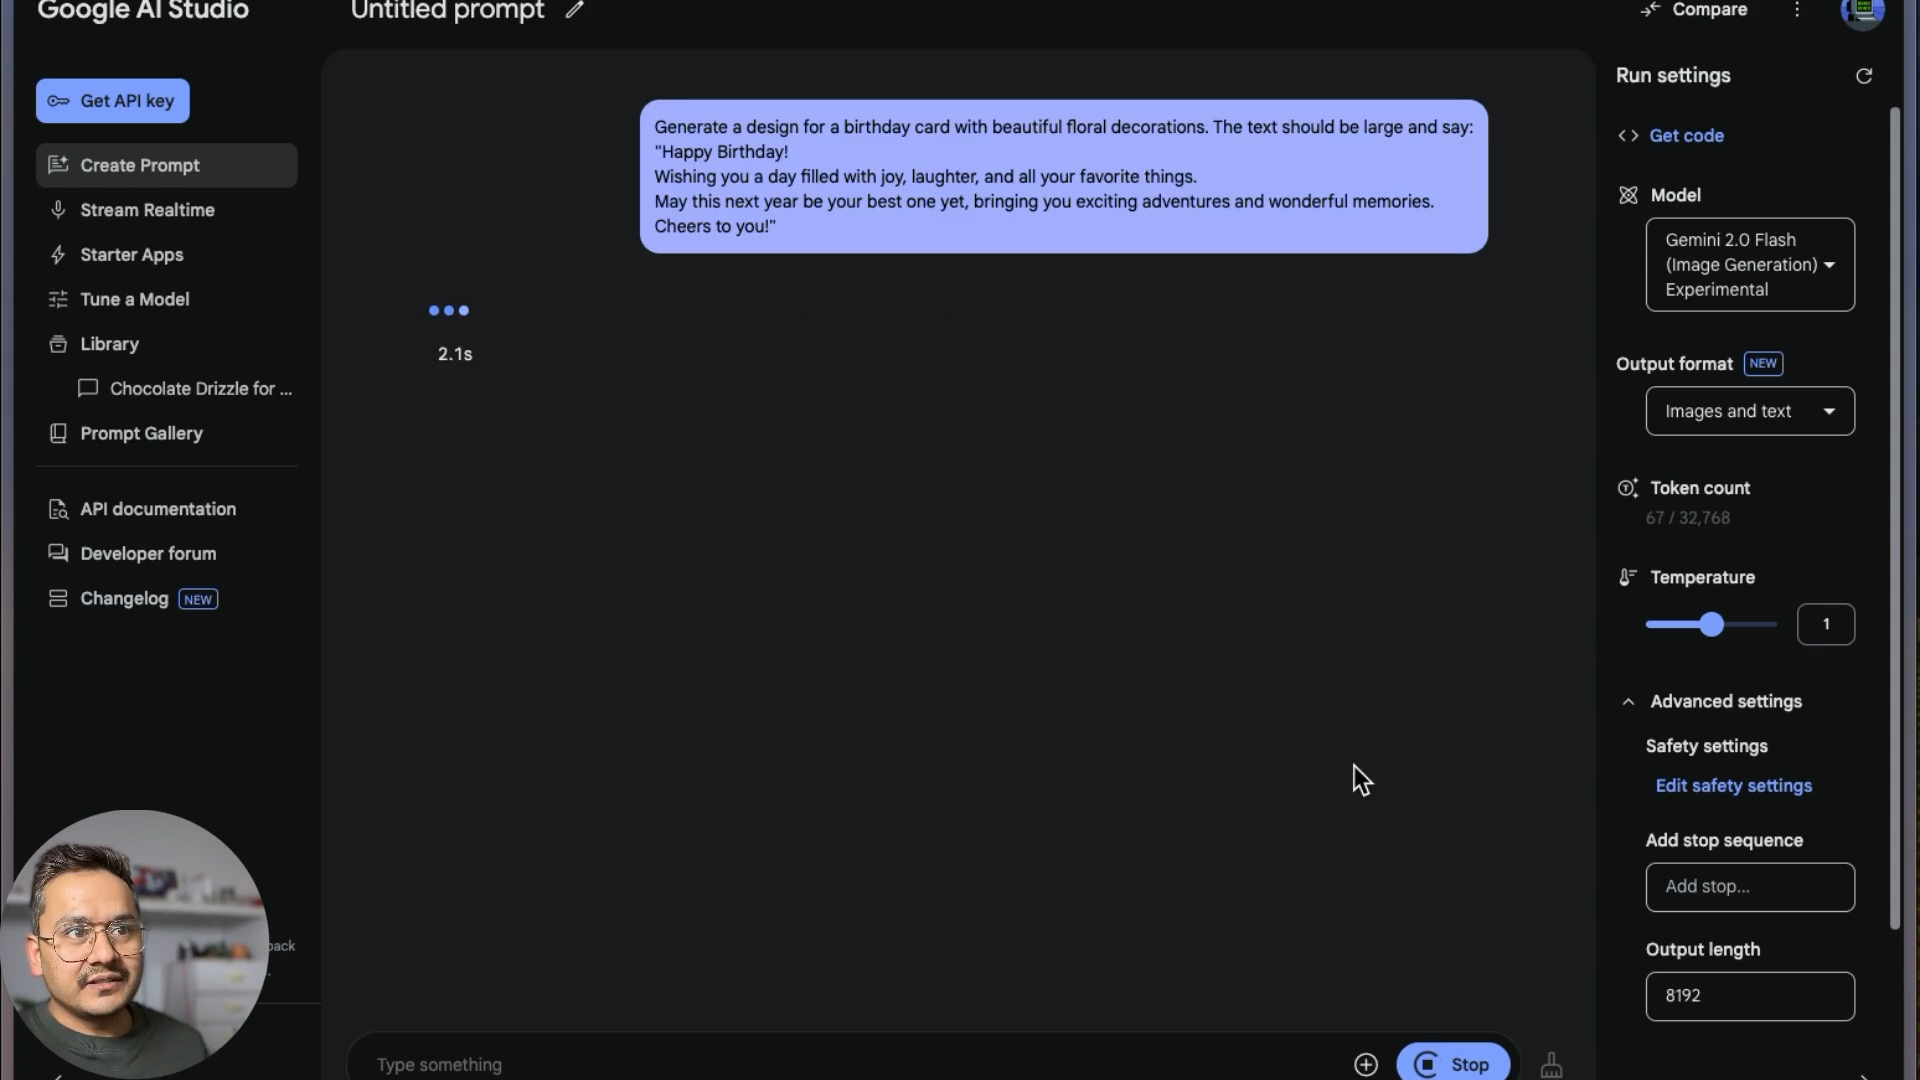 Google AI Studio
Untitled prompt
Compare
Get API key
Create Prompt
Stream Realtime
Starter Apps
Tune a Model
Library
Chocolate Drizzle for ...
Prompt Gallery
API documentation
Developer forum
Changelog NEW
back
Generate a design for a birthday card with beautiful floral decorations. The text should be large and say:
"Happy Birthday!
Wishing you a day filled with joy, laughter, and all your favorite things.
May this next year be your best one yet, bringing you exciting adventures and wonderful memories.
Cheers to you!"
2.1s
Type something
Stop
Run settings
Get code
Model
Gemini 2.0 Flash
(Image Generation)
Experimental
Output format NEW
Images and text
Token count
67 / 32,768
Temperature
1
Advanced settings
Safety settings
Edit safety settings
Add stop sequence
Add stop...
Output length
8192